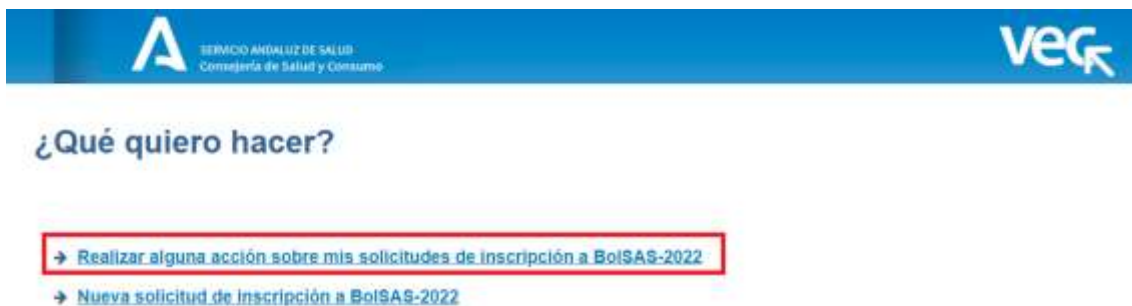 SERVICIO ANDALUZ DE SALUD
Consejería de Salud y Consumo
vec
¿Qué quiero hacer?
Realizar alguna acción sobre mis solicitudes de inscripción a BolSAS-2022
Nueva solicitud de inscripción a BolSAS-2022